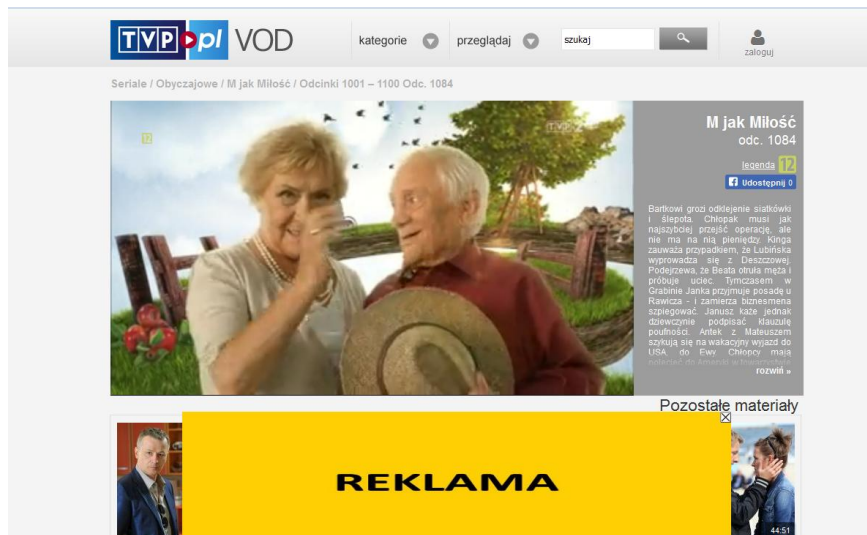 TVP pl VOD
kategorie
przeglądaj
szukaj
zaloguj
Seriale / Obyczajowe / M jak Miłość / Odcinki 1001 – 1100 Odc. 1084
12
TVP 2
M jak Miłość
odc. 1084
legenda 12
Udostępnij 0
Bartkowi grozi odklejenie siatkówki
i ślepota. Chłopak musi jak
najszybciej przejść operację, ale
nie ma na nią pieniędzy. Kinga
zauważa przypadkiem, że Lubińska
wyprowadza się z Deszczowej.
Podejrzewa, że Beata otruła męża i
próbuje uciec. Tymczasem w
Grabinie Janka przyjmuje posadę u
Rawicza - i zamierza biznesmena
szpiegować. Janusz każe jednak
dziewczynie podpisać klauzulę
poufności. Antek z Mateuszem
szykują się na wakacyjny wyjazd do
USA, do Ewy. Chłopcy mają
rozwiń »
Pozostałe materiały
REKLAMA
44:51